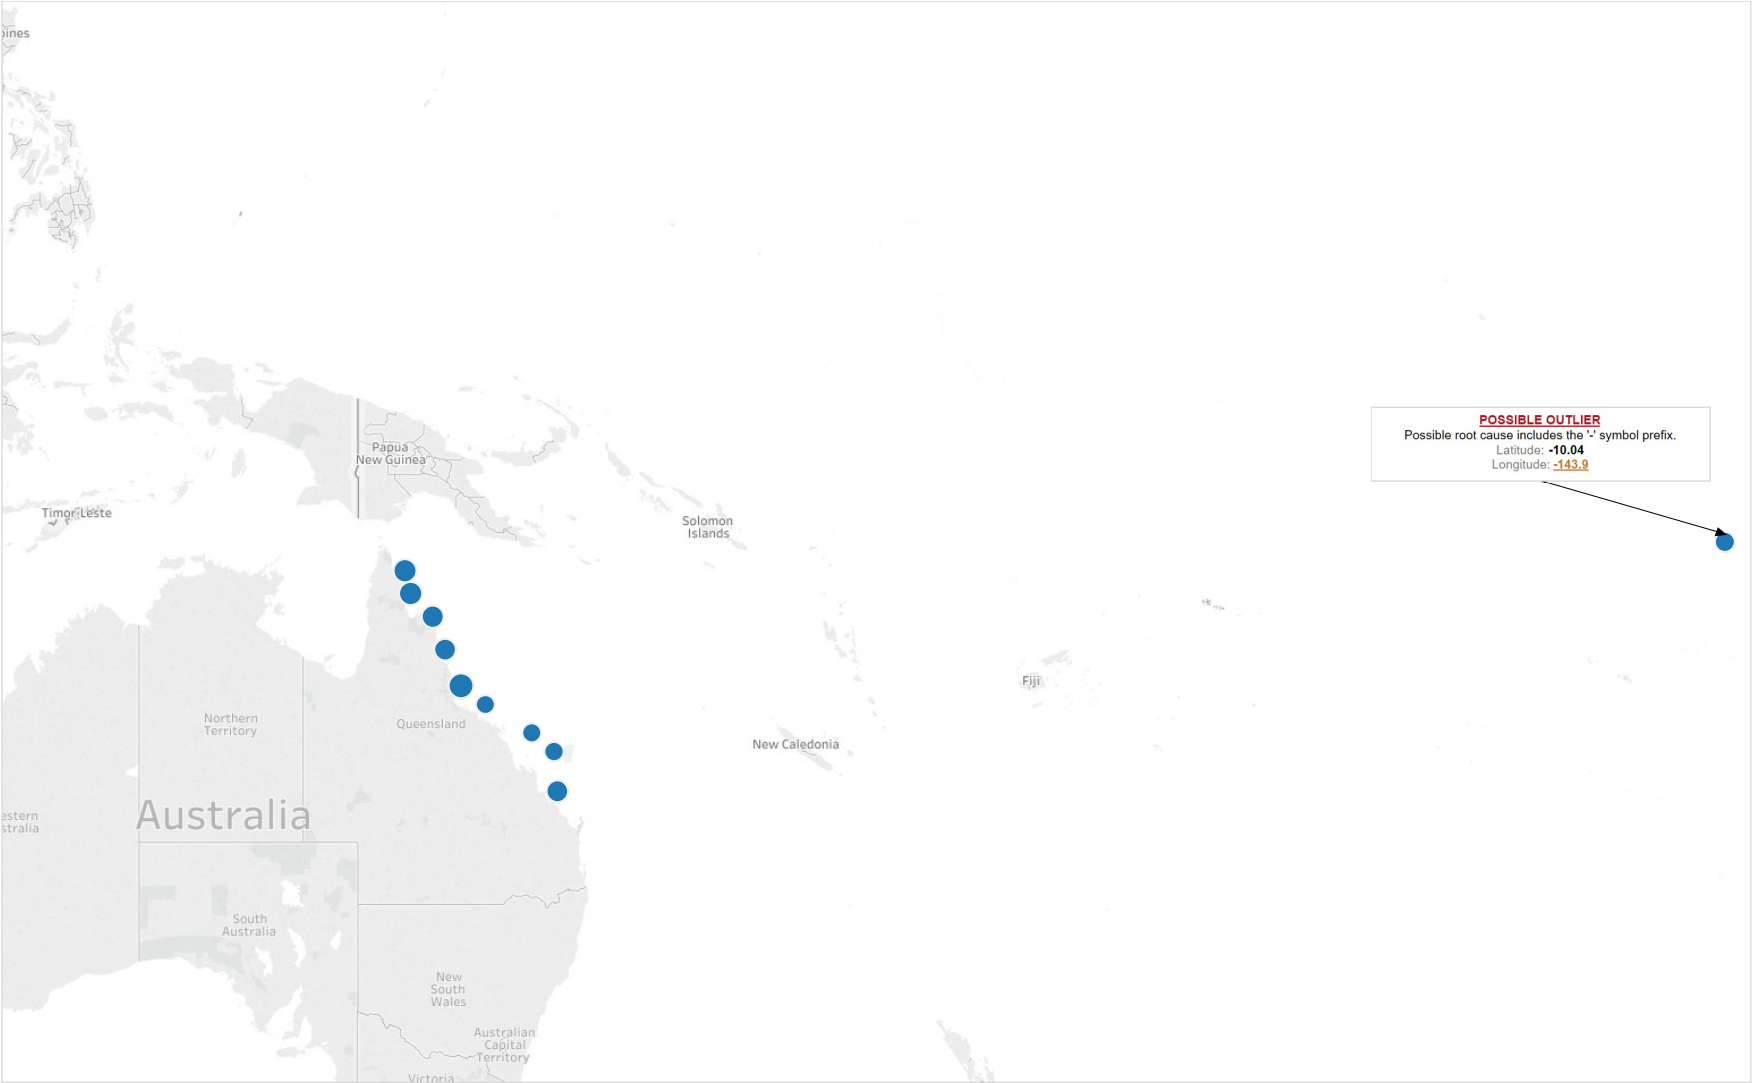 ines
Papua
New Guinea
POSSIBLE OUTLIER
Possible root cause includes the '-' symbol prefix.
Latitude: -10.04
Longitude: -143.9
Timor-Leste
Solomon
Islands
Fiji
Northern
Territory
Queensland
New Caledonia
Australia
estern
stralia
South
Australia
New
South
Wales
Australian
Capital
Territory
Victoria